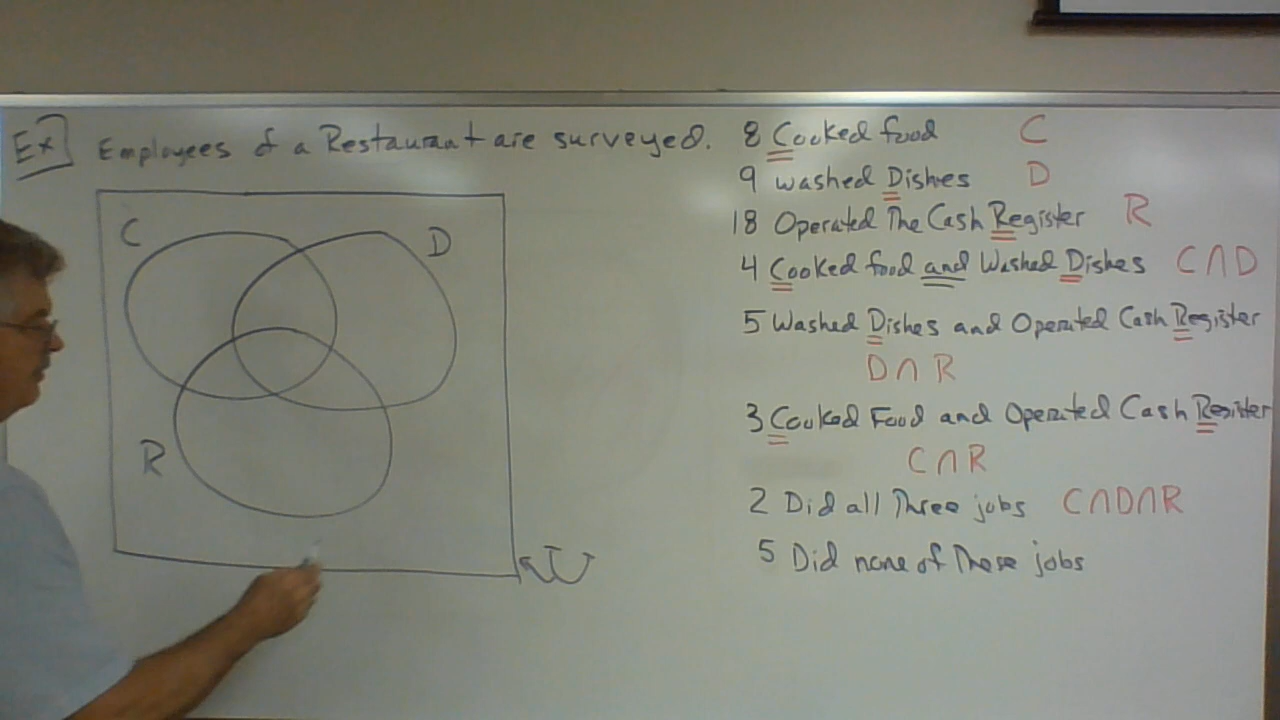 Ex Employees of a Restaurant are surveyed.
8 Cooked food C
9 washed Dishes D
18 Operated The Cash Register R
4 Cooked food and Washed Dishes C∩D
5 Washed Dishes and Operated Cash Register
D∩R
3 Cooked Food and Operated Cash Register
C∩R
2 Did all Three jobs C∩D∩R
5 Did none of These jobs
C
D
R
U